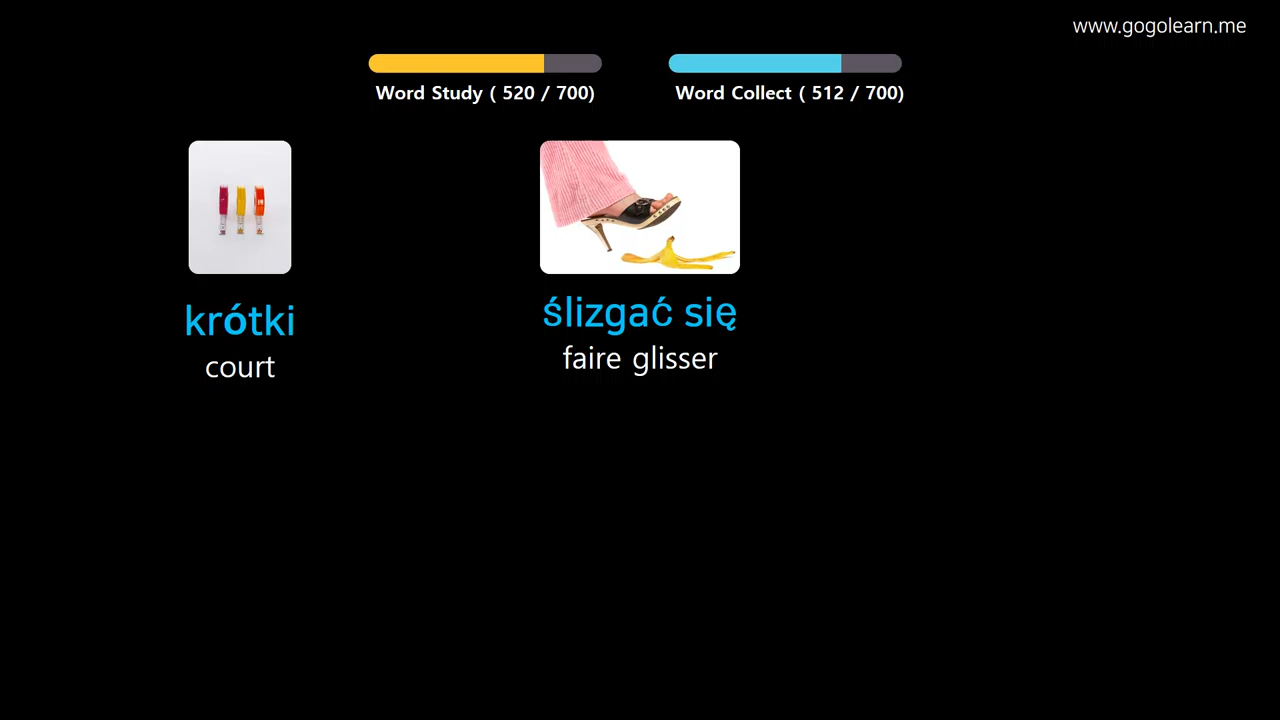 www.gogolearn.me
Word Study ( 520 / 700)
Word Collect ( 512 / 700)
krótki
court
ślizgać się
faire glisser